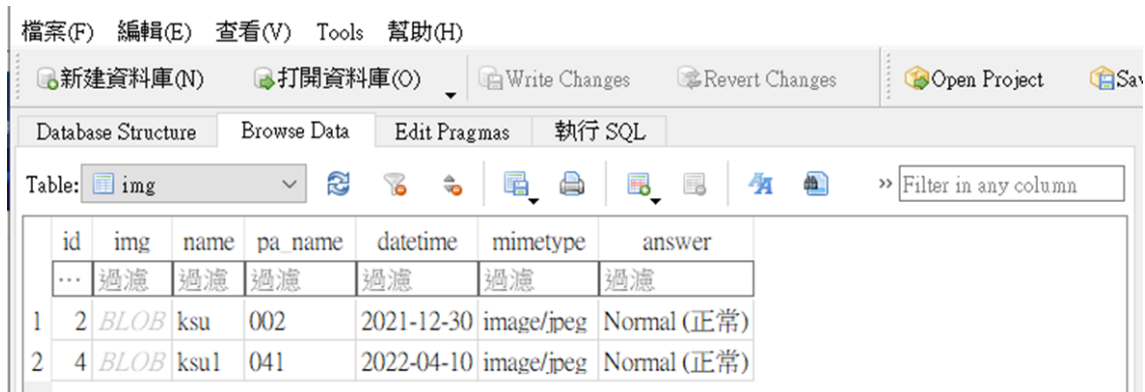 檔案(F) 編輯(E) 查看(V) Tools 幫助(H)
新建資料庫(N) 打開資料庫(O) Write Changes Revert Changes Open Project Sav
Database Structure Browse Data Edit Pragmas 執行 SQL
Table: img Filter in any column
id img name pa_name datetime mimetype answer
... 過濾 過濾 過濾 過濾 過濾 過濾
1 2 BLOB ksu 002 2021-12-30 image/jpeg Normal (正常)
2 4 BLOB ksu1 041 2022-04-10 image/jpeg Normal (正常)